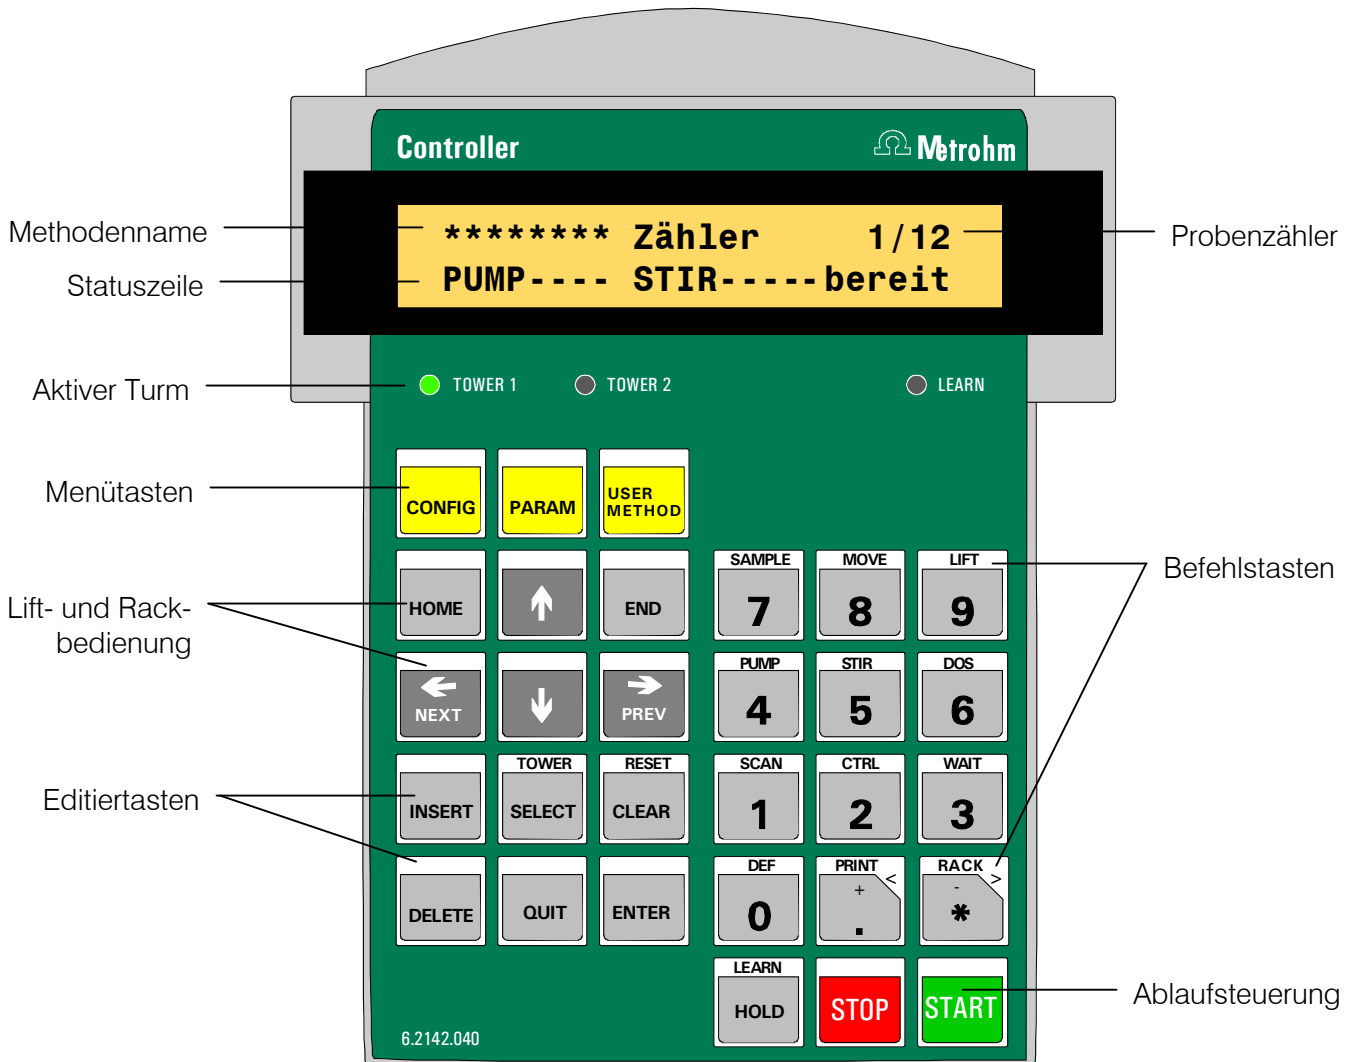 Controller
Metrohm
Methodenname
******** Zähler 1/12
Probenzähler
Statuszeile
PUMP---- STIR-----bereit
Aktiver Turm
TOWER 1
TOWER 2
LEARN
Menütasten
CONFIG
PARAM
USER
METHOD
Befehlstasten
Lift- und Rack-
bedienung
HOME
↑
END
SAMPLE
7
MOVE
8
LIFT
9
←
NEXT
↓
→
PREV
PUMP
4
STIR
5
DOS
6
Editiertasten
INSERT
TOWER
SELECT
RESET
CLEAR
SCAN
1
CTRL
2
WAIT
3
DELETE
QUIT
ENTER
DEF
0
PRINT <
+
.
RACK >
-
*
LEARN
HOLD
STOP
START
Ablaufsteuerung
6.2142.040